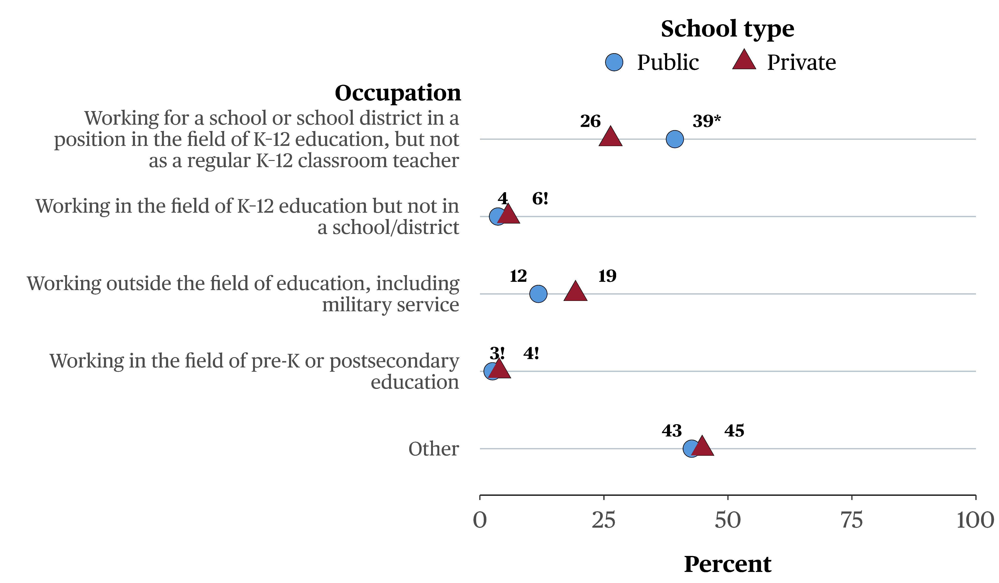 School type
Public Private
Occupation
Working for a school or school district in a
position in the field of K-12 education, but not
as a regular K-12 classroom teacher
26 39*
Working in the field of K-12 education but not in
a school/district
4 6!
Working outside the field of education, including
military service
12 19
Working in the field of pre-K or postsecondary
education
3! 4!
Other
43 45
0 25 50 75 100
Percent